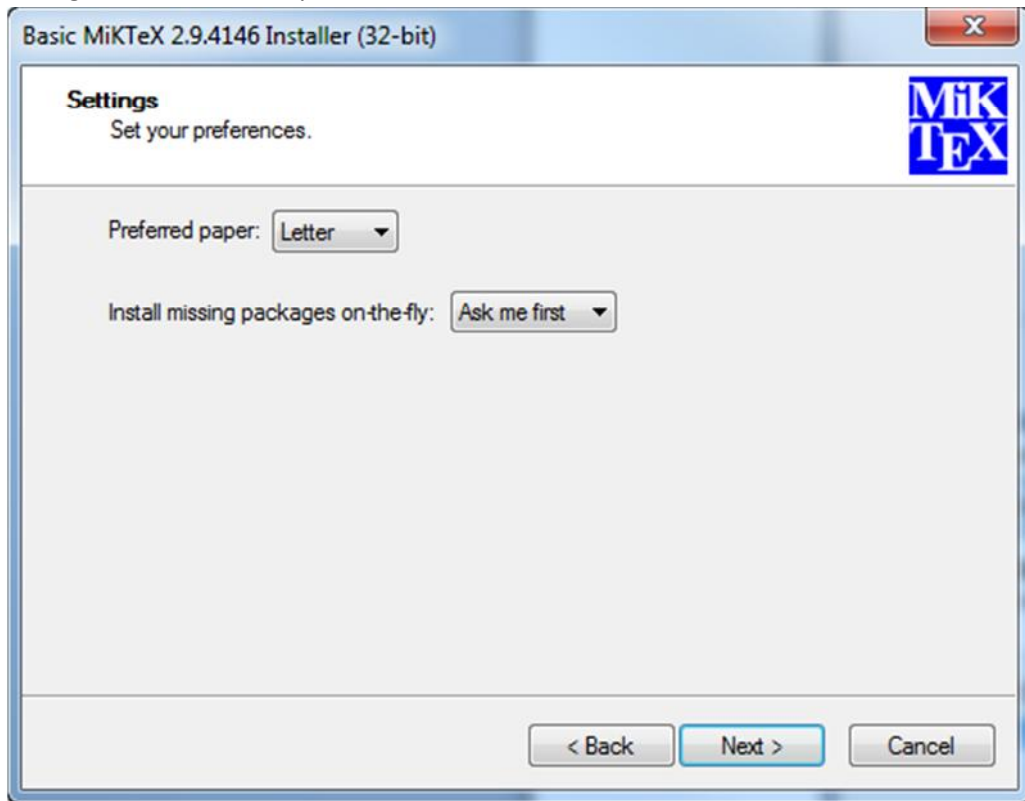 Basic MiKTeX 2.9.4146 Installer (32-bit)
Settings
Set your preferences.
MiK
TEX
Preferred paper: Letter
Install missing packages on-the-fly: Ask me first
< Back Next > Cancel